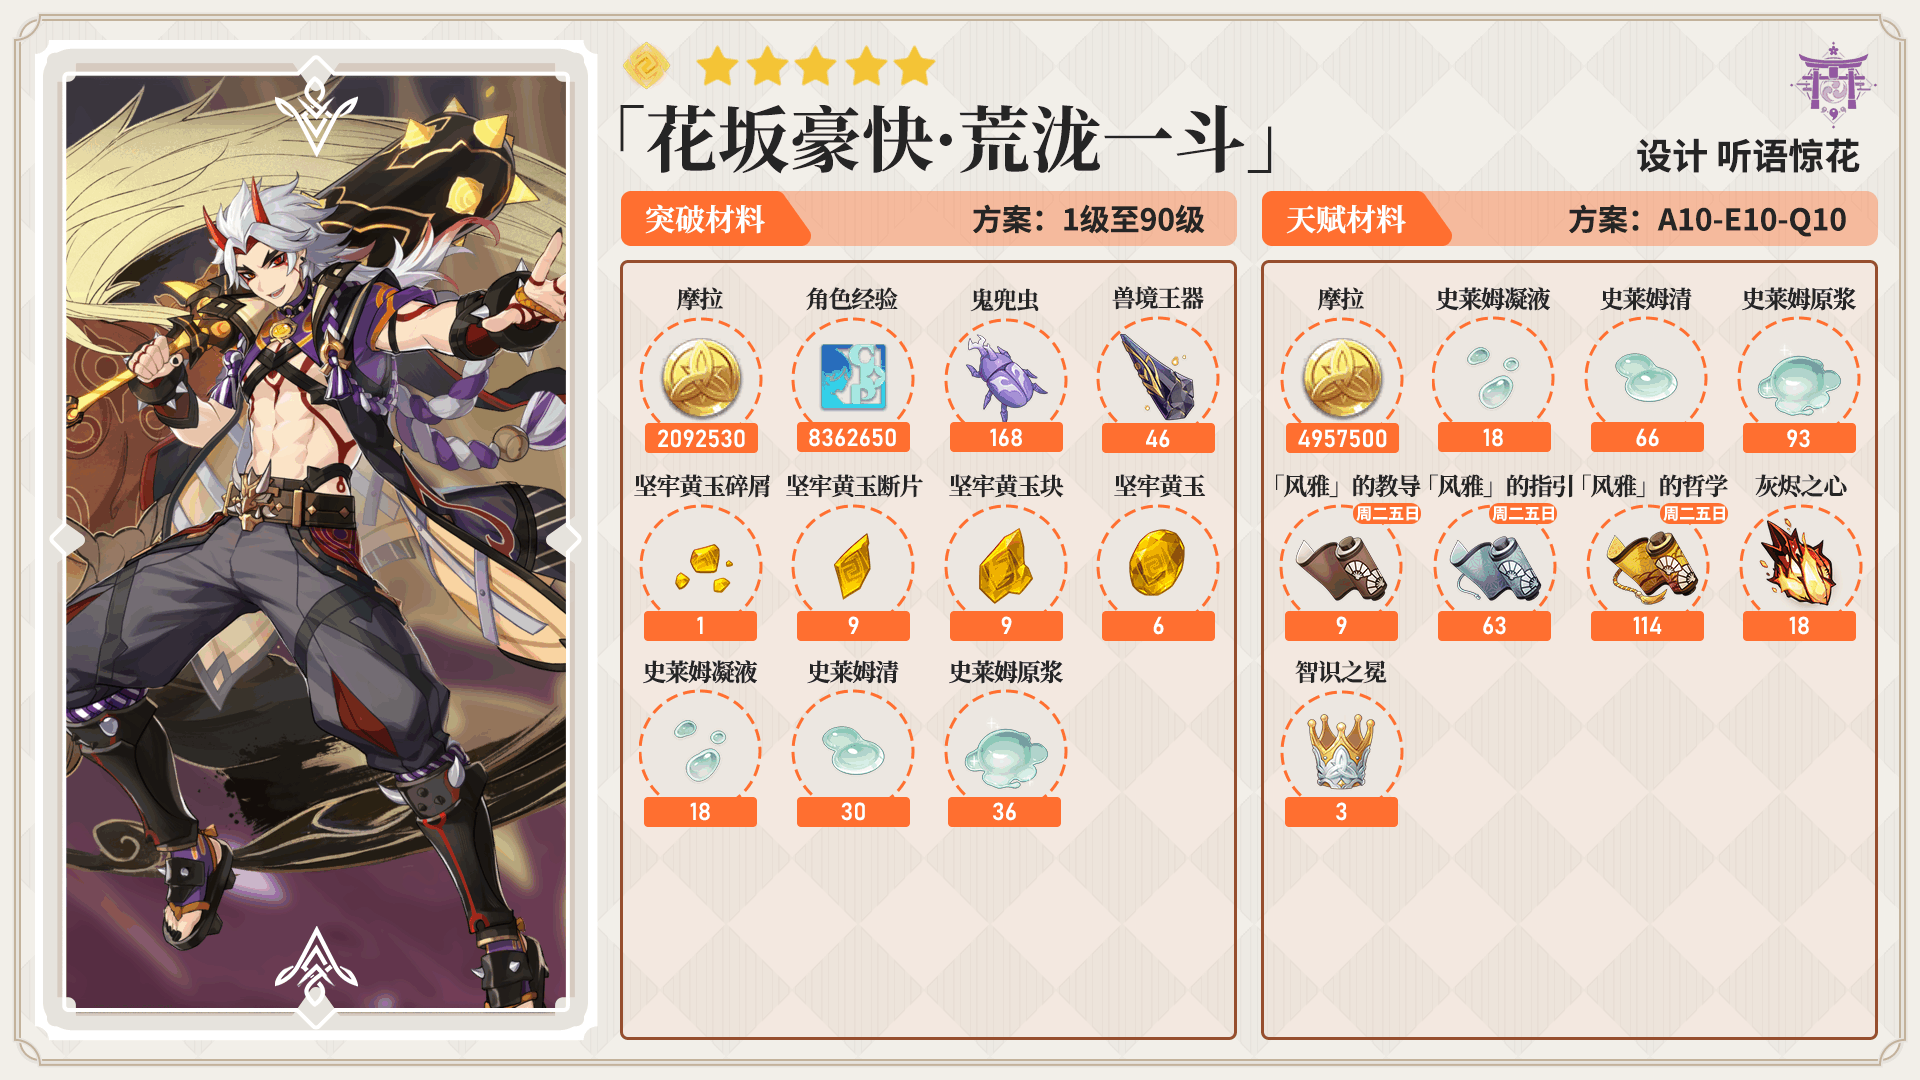 「花坂豪快·荒泷一斗」
设计 听语惊花
突破材料 方案：1级至90级
摩拉 角色经验 鬼兜虫 兽境王器
2092530 8362650 168 46
坚牢黄玉碎屑 坚牢黄玉断片 坚牢黄玉块 坚牢黄玉
1 9 9 6
史莱姆凝液 史莱姆清 史莱姆原浆
18 30 36
天赋材料 方案：A10-E10-Q10
摩拉 史莱姆凝液 史莱姆清 史莱姆原浆
4957500 18 66 93
「风雅」的教导 「风雅」的指引 「风雅」的哲学 灰烬之心
周二五日 周二五日 周二五日
9 63 114 18
智识之冕
3